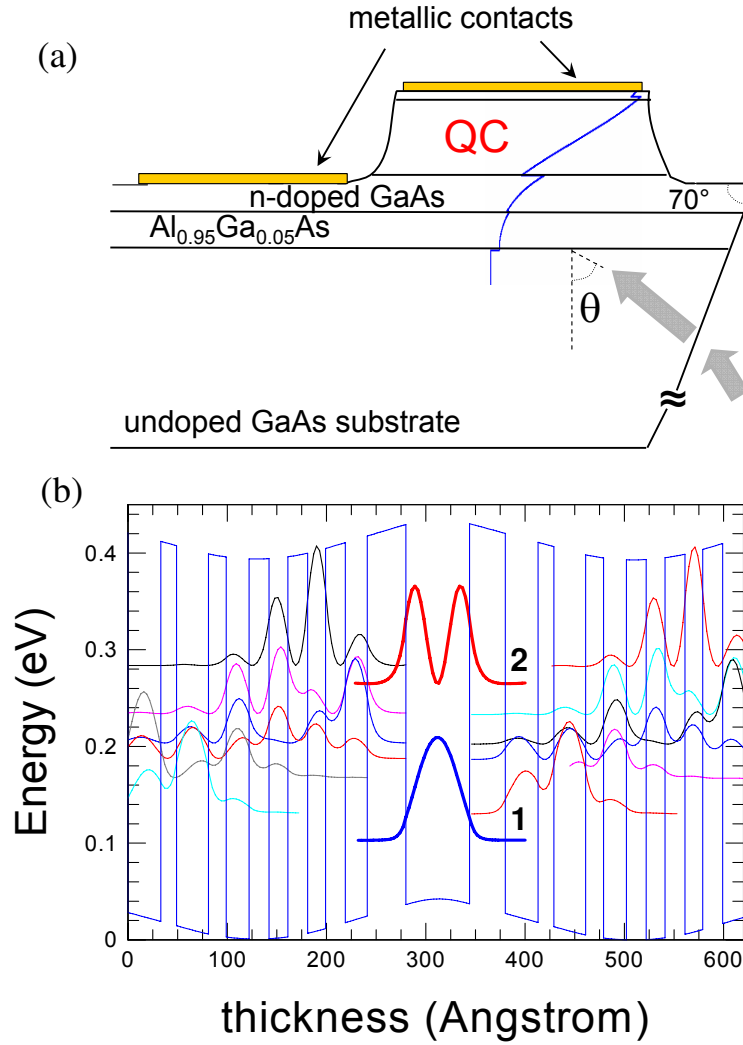 metallic contacts
(a)
QC
n-doped GaAs
70°
Al0.95Ga0.05As
θ
≈
undoped GaAs substrate
(b)
0.4
0.3
2
0.2
1
0.1
0
Energy (eV)
0 100 200 300 400 500 600
thickness (Angstrom)